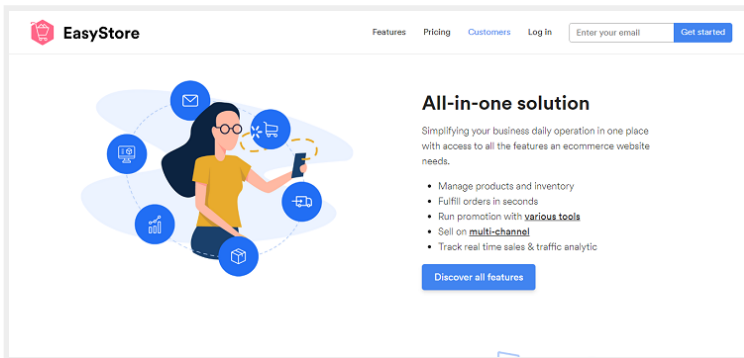 EasyStore
Features Pricing Customers Log in Enter your email Get started
All-in-one solution
Simplifying your business daily operation in one place
with access to all the features an ecommerce website
needs.
• Manage products and inventory
• Fulfill orders in seconds
• Run promotion with various tools
• Sell on multi-channel
• Track real time sales & traffic analytic
Discover all features